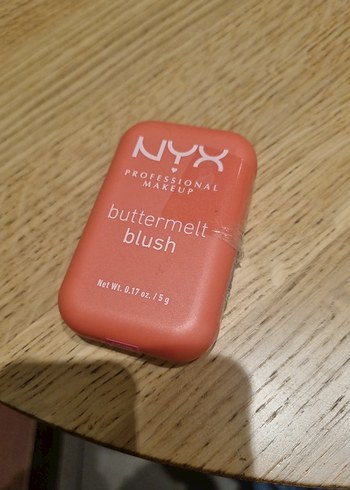 NYX
PROFESSIONAL
MAKEUP
buttermelt
blush
Net Wt. 0.17 oz. / 5 g